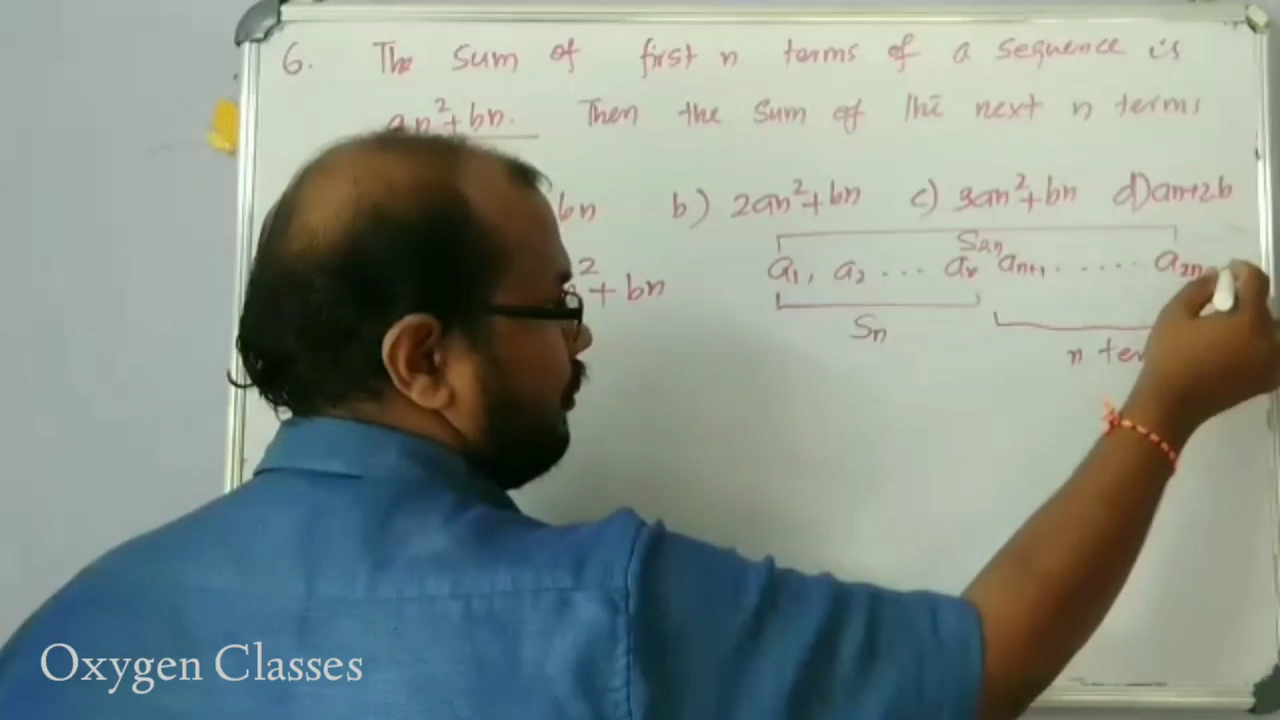 6. The sum of first n terms of a sequence is
an²+bn. Then the sum of the next n terms
bn b) 2an²+bn c) 3an²+bn d) an+2b
S2n
a1, a2 ... an an+1 ..... a2n
² + bn
Sn
n
Oxygen Classes